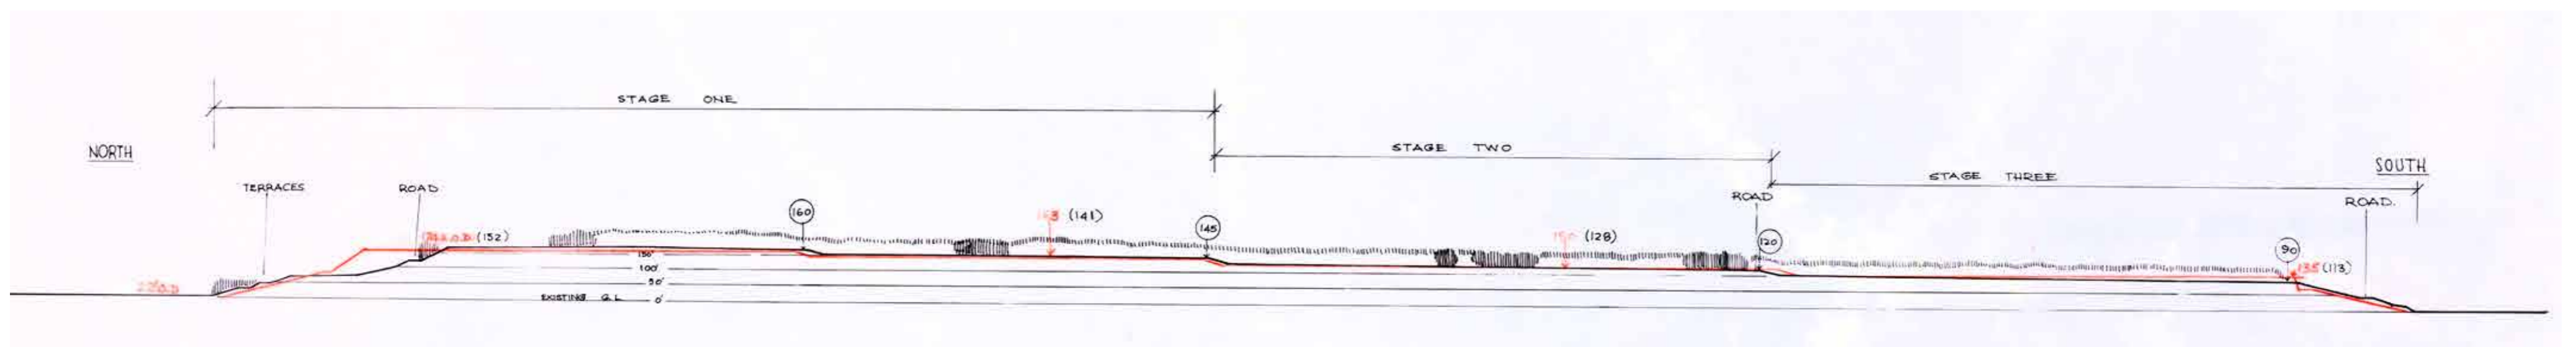 STAGE ONE
NORTH
STAGE TWO
SOUTH
STAGE THREE
TERRACES
ROAD
ROAD
ROAD.
160
(141)
145
(152)
(128)
120
90
135 (113)
150'
100'
50'
EXISTING G.L. 0'